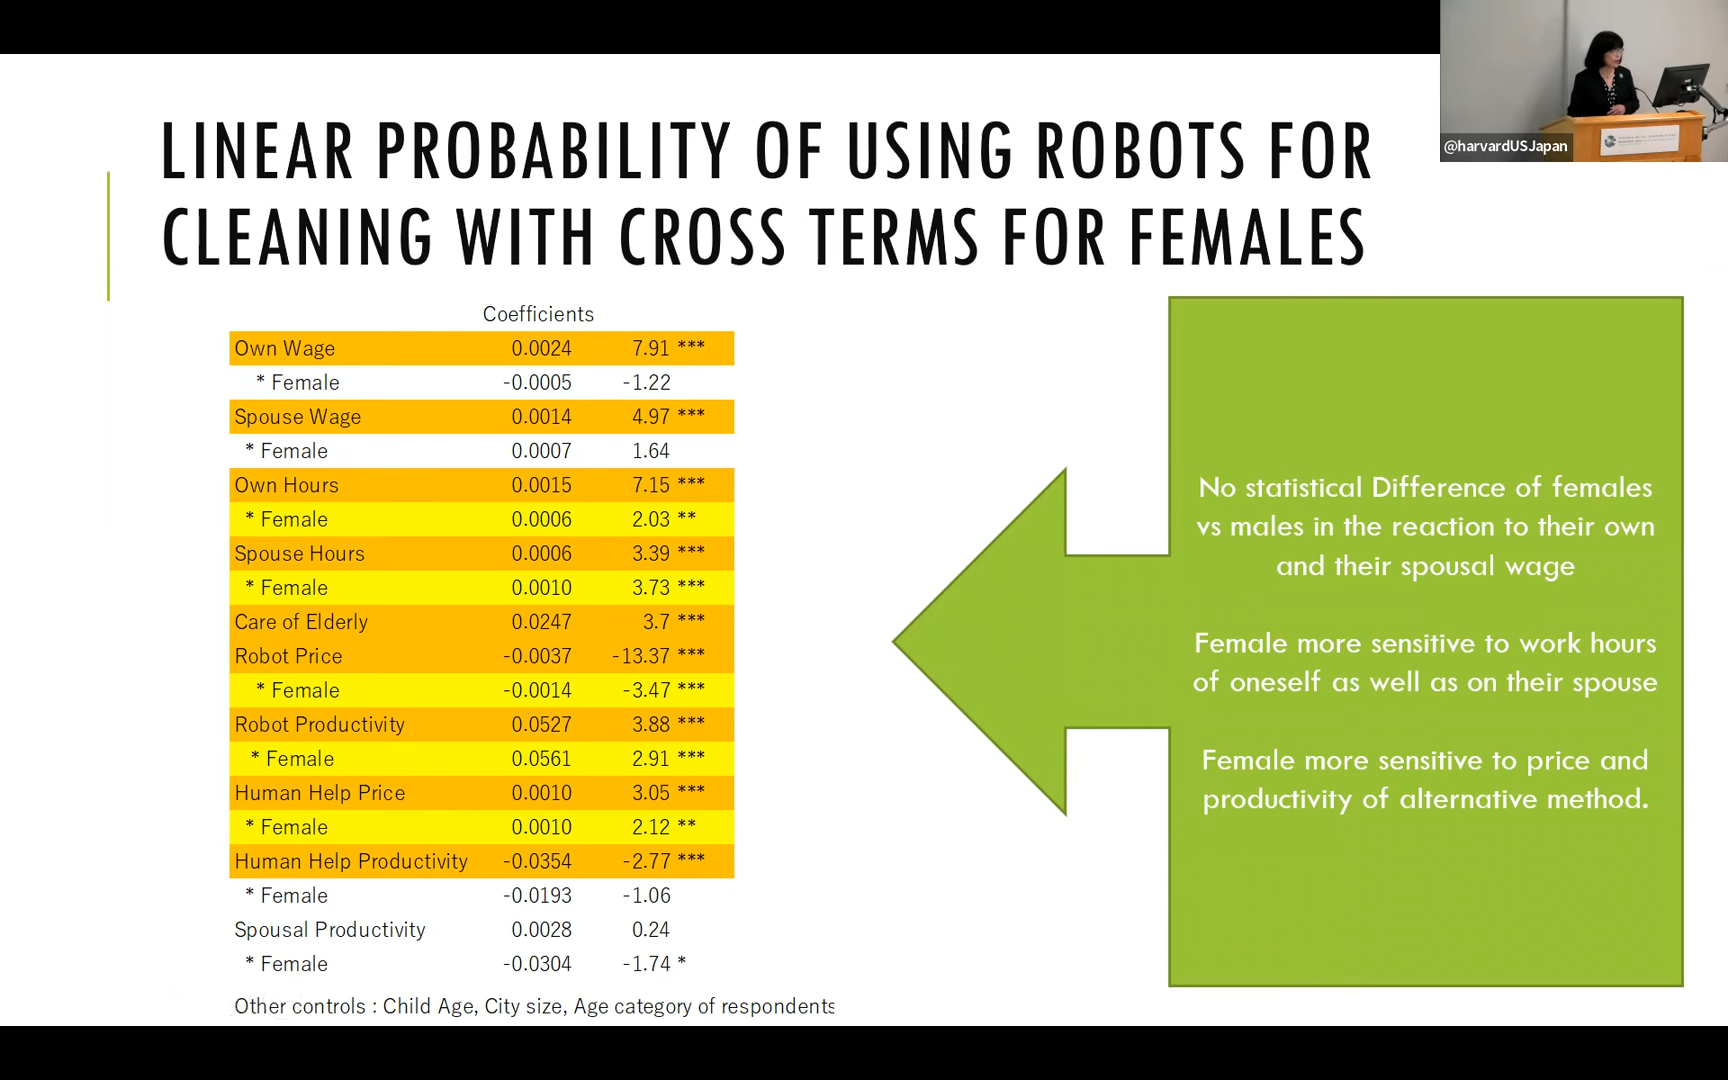 @harvardUSJapan
LINEAR PROBABILITY OF USING ROBOTS FOR
CLEANING WITH CROSS TERMS FOR FEMALES
Coefficients
Own Wage 0.0024 7.91 ***
* Female -0.0005 -1.22
Spouse Wage 0.0014 4.97 ***
* Female 0.0007 1.64
Own Hours 0.0015 7.15 ***
* Female 0.0006 2.03 **
Spouse Hours 0.0006 3.39 ***
* Female 0.0010 3.73 ***
Care of Elderly 0.0247 3.7 ***
Robot Price -0.0037 -13.37 ***
* Female -0.0014 -3.47 ***
Robot Productivity 0.0527 3.88 ***
* Female 0.0561 2.91 ***
Human Help Price 0.0010 3.05 ***
* Female 0.0010 2.12 **
Human Help Productivity -0.0354 -2.77 ***
* Female -0.0193 -1.06
Spousal Productivity 0.0028 0.24
* Female -0.0304 -1.74 *
Other controls : Child Age, City size, Age category of respondents
No statistical Difference of females
vs males in the reaction to their own
and their spousal wage
Female more sensitive to work hours
of oneself as well as on their spouse
Female more sensitive to price and
productivity of alternative method.